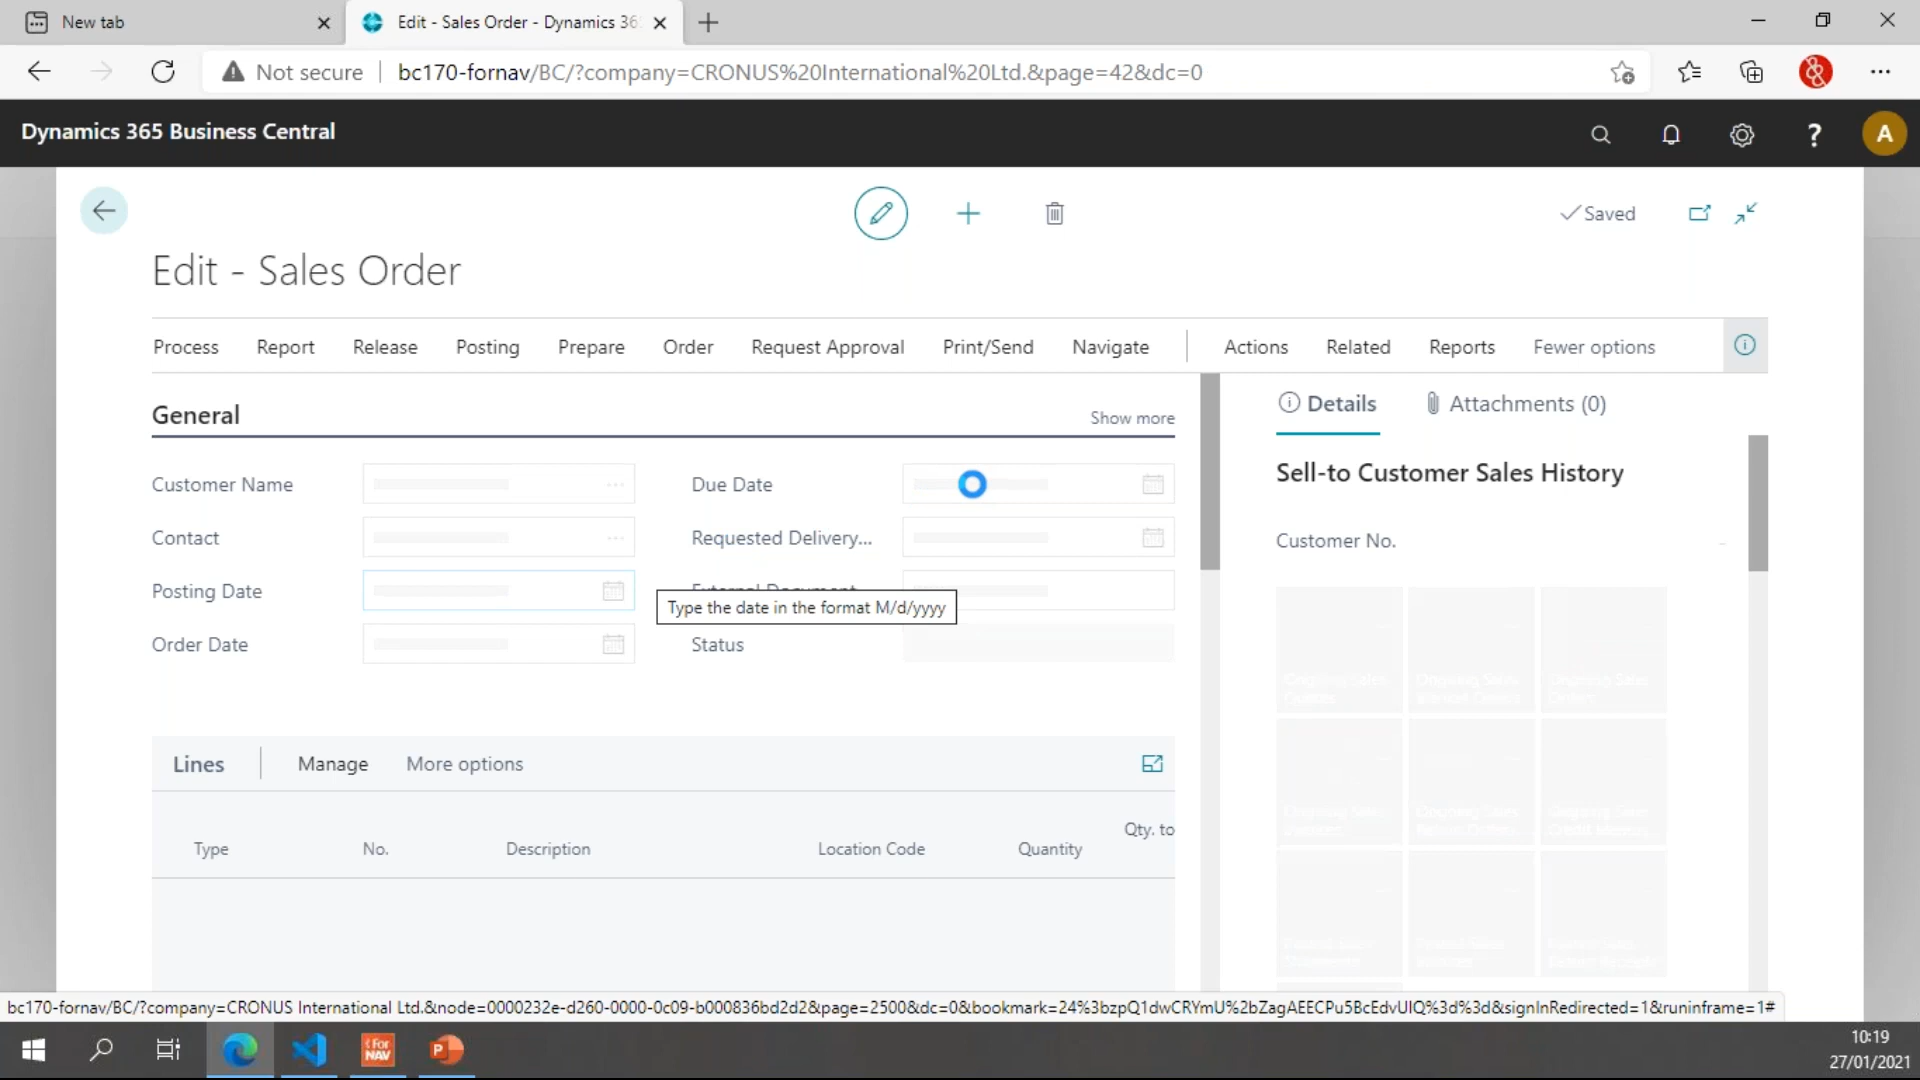 New tab
Edit - Sales Order - Dynamics 36
Not secure
bc170-fornav/BC/?company=CRONUS%20International%20Ltd.&page=42&dc=0
Dynamics 365 Business Central
?
A
Saved
Edit - Sales Order
Process
Report
Release
Posting
Prepare
Order
Request Approval
Print/Send
Navigate
Actions
Related
Reports
Fewer options
General
Show more
Customer Name
Due Date
Contact
Requested Delivery...
Posting Date
External Document
Type the date in the format M/d/yyyy
Order Date
Status
Details
Attachments (0)
Sell-to Customer Sales History
Customer No.
Lines
Manage
More options
Type
No.
Description
Location Code
Quantity
Qty. to
bc170-fornav/BC/?company=CRONUS International Ltd.&node=0000232e-d260-0000-0c09-b000836bd2d2&page=2500&dc=0&bookmark=24%3bzpQ1dwCRYmU%2bZagAEECPu5BcEdvUIQ%3d%3d&signInRedirected=1&runinframe=1#
For
NAV
P
10:19
27/01/2021